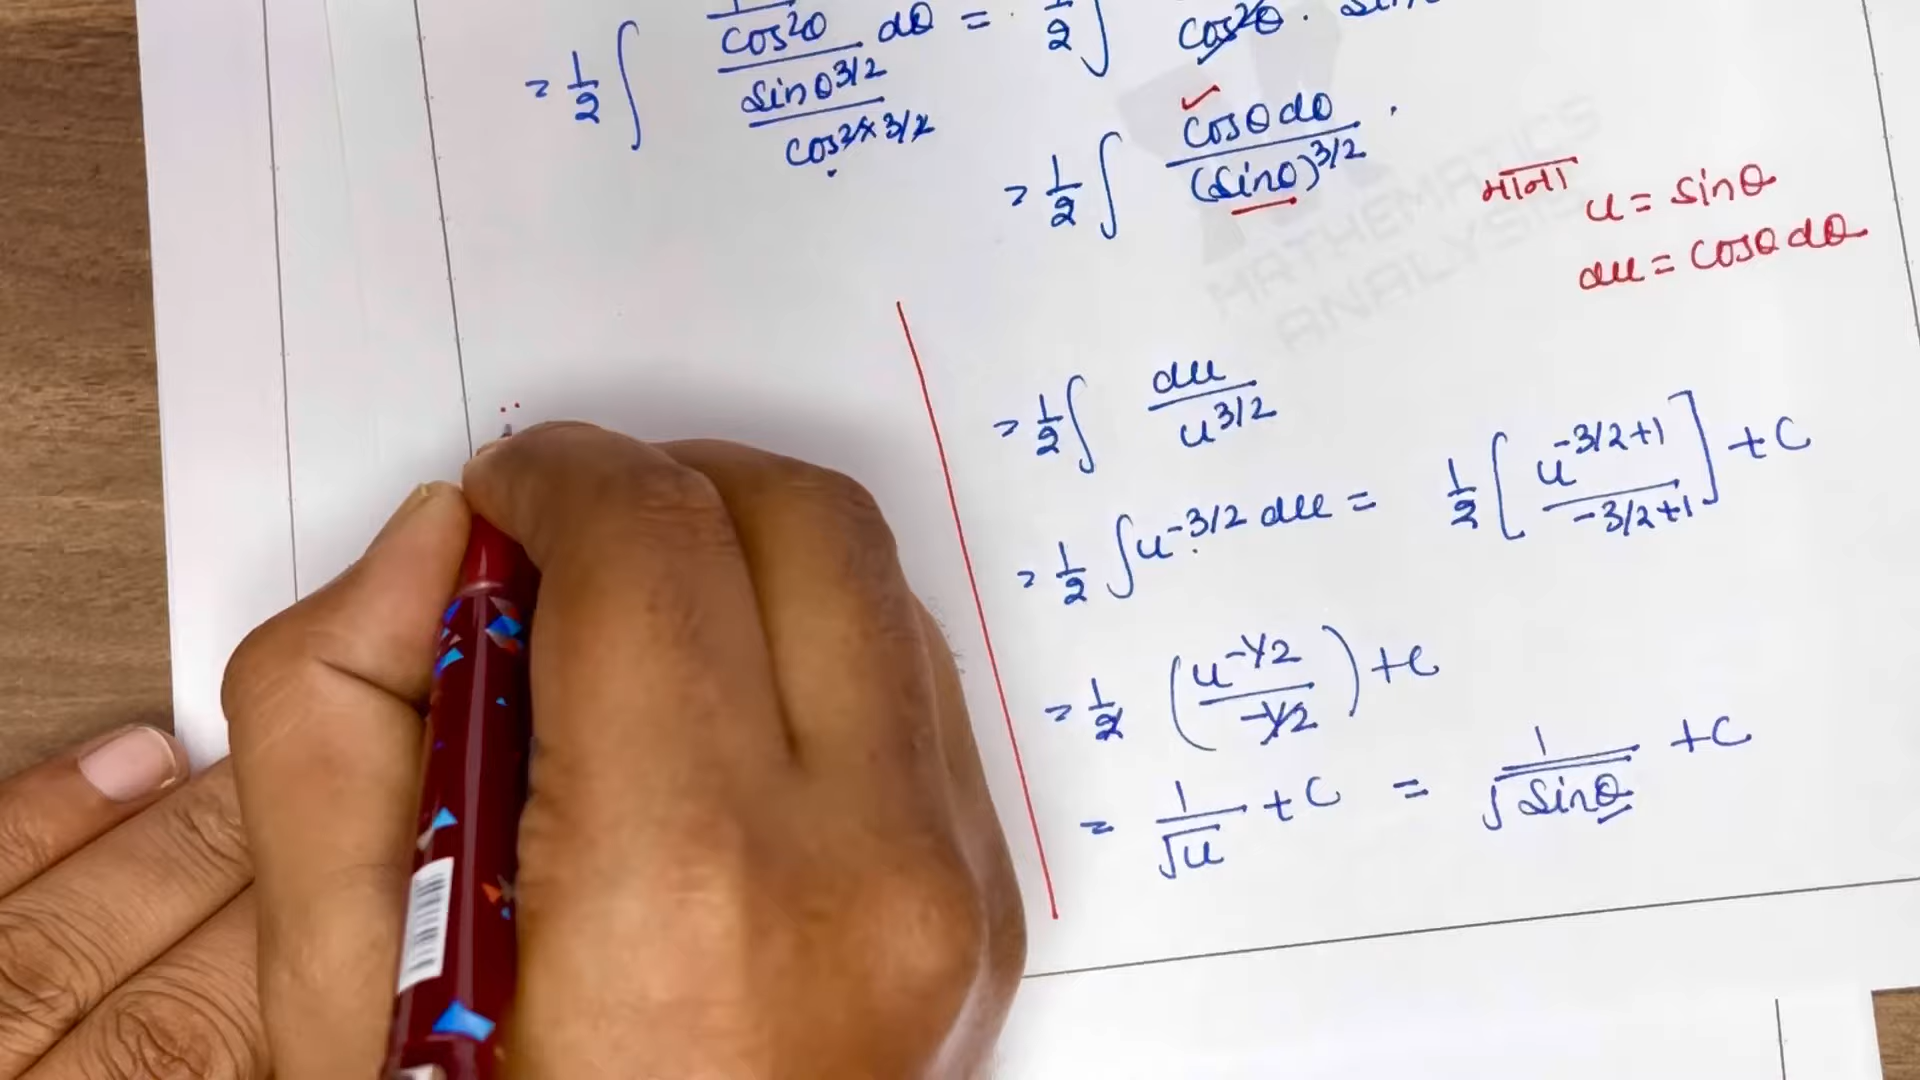 = 1/2 ∫ (1/cos²θ)/(sinθ^3/2 / cos^2×3/2) dθ = 1/2 ∫ cos²θ ·
= 1/2 ∫ cosθ dθ/(sinθ)^3/2
माना u = sinθ
du = cosθ dθ
= 1/2 ∫ du/u^3/2
= 1/2 ∫ u^-3/2 du = 1/2 [u^-3/2+1 / -3/2+1] + C
= 1/2 (u^-1/2 / -1/2) + C
= 1/√u + C = 1/√sinθ + C
MATHEMATICS
ANALYSIS